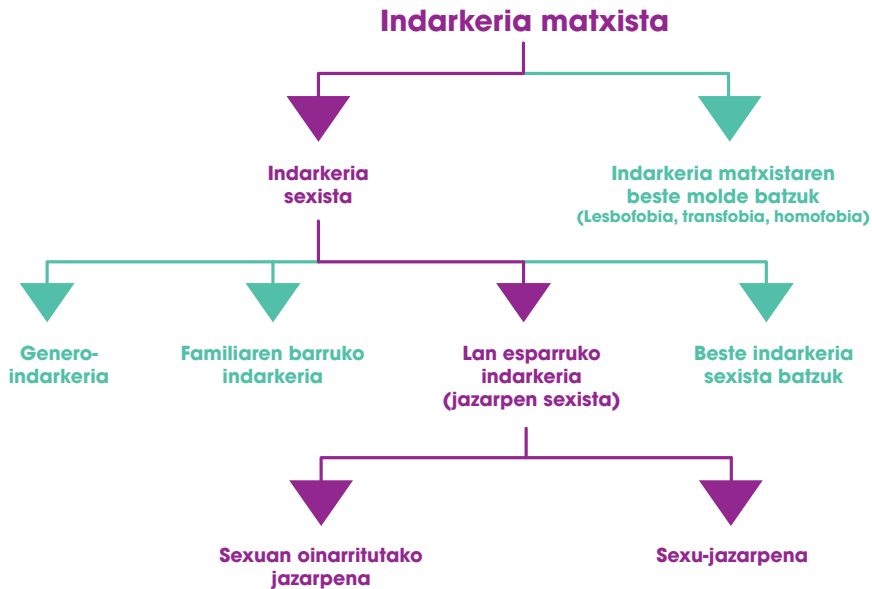 Indarkeria matxista
Indarkeria
sexista
Indarkeria matxistaren
beste molde batzuk
(Lesbofobia, transfobia, homofobia)
Genero-
indarkeria
Familiaren barruko
indarkeria
Lan esparruko
indarkeria
(jazarpen sexista)
Beste indarkeria
sexista batzuk
Sexuan oinarritutako
jazarpena
Sexu-jazarpena